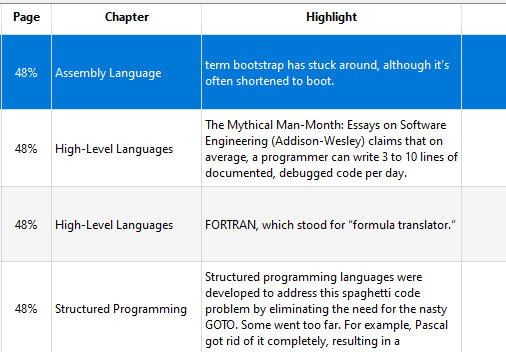 Page Chapter Highlight
48% Assembly Language
term bootstrap has stuck around, although it's
often shortened to boot.
48% High-Level Languages
The Mythical Man-Month: Essays on Software
Engineering (Addison-Wesley) claims that on
average, a programmer can write 3 to 10 lines of
documented, debugged code per day.
48% High-Level Languages
FORTRAN, which stood for “formula translator.”
48% Structured Programming
Structured programming languages were
developed to address this spaghetti code
problem by eliminating the need for the nasty
GOTO. Some went too far. For example, Pascal
got rid of it completely, resulting in a